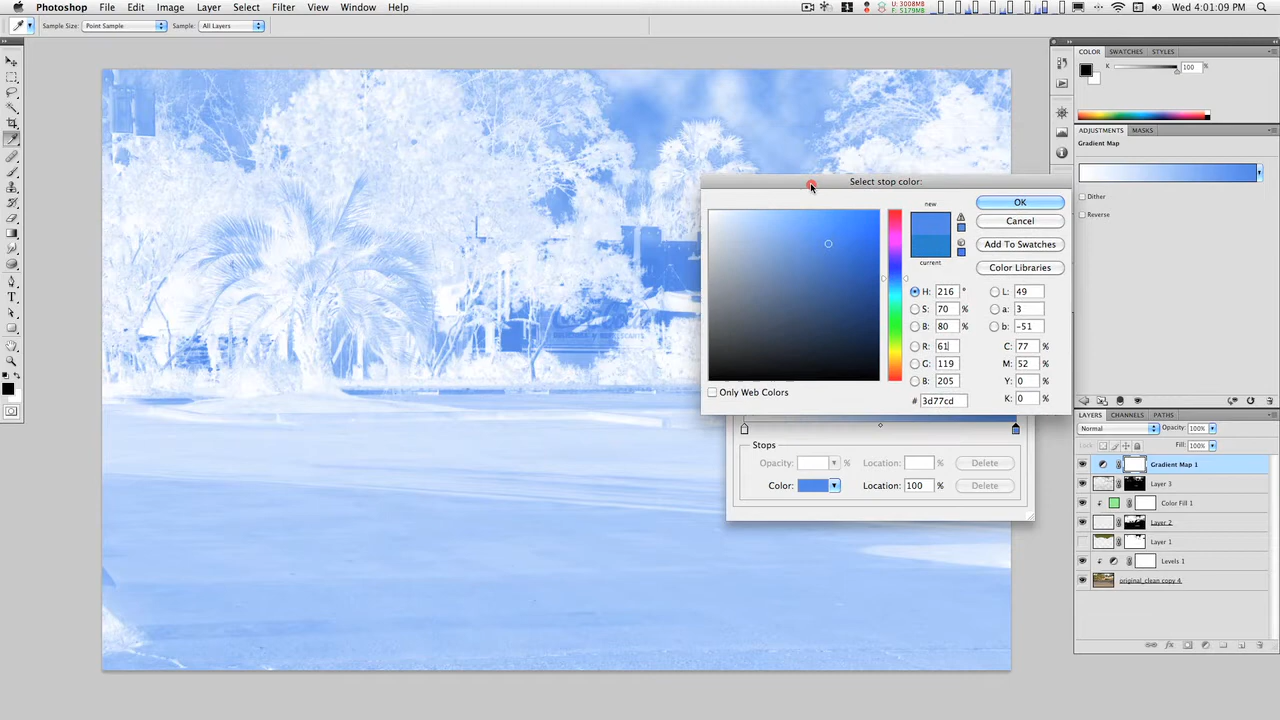 Photoshop File Edit Image Layer Select Filter View Window Help
U: 3008MB
F: 5179MB
Wed 4:01:09 PM
Sample Size: Point Sample Sample: All Layers
COLOR SWATCHES STYLES
K 100 %
ADJUSTMENTS MASKS
Gradient Map
Dither
Reverse
Select stop color:
new
current
OK
Cancel
Add To Swatches
Color Libraries
H: 216 °
S: 70 %
B: 80 %
R: 61
G: 119
B: 205
# 3d77cd
L: 49
a: 3
b: -51
C: 77 %
M: 52 %
Y: 0 %
K: 0 %
Only Web Colors
Stops
Opacity: % Location: % Delete
Color: Location: 100 % Delete
LAYERS CHANNELS PATHS
Normal Opacity: 100%
Fill: 100%
Gradient Map 1
Layer 3
Color Fill 1
Layer 2
Layer 1
Levels 1
original_clean copy 4